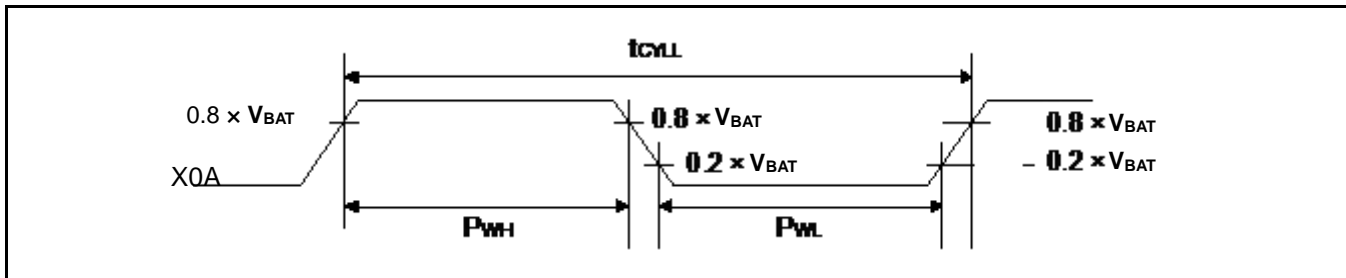 tCYLL
0.8 × VBAT
0.8 × VBAT
0.8 × VBAT
0.2 × VBAT
0.2 × VBAT
X0A
PWH
PWL